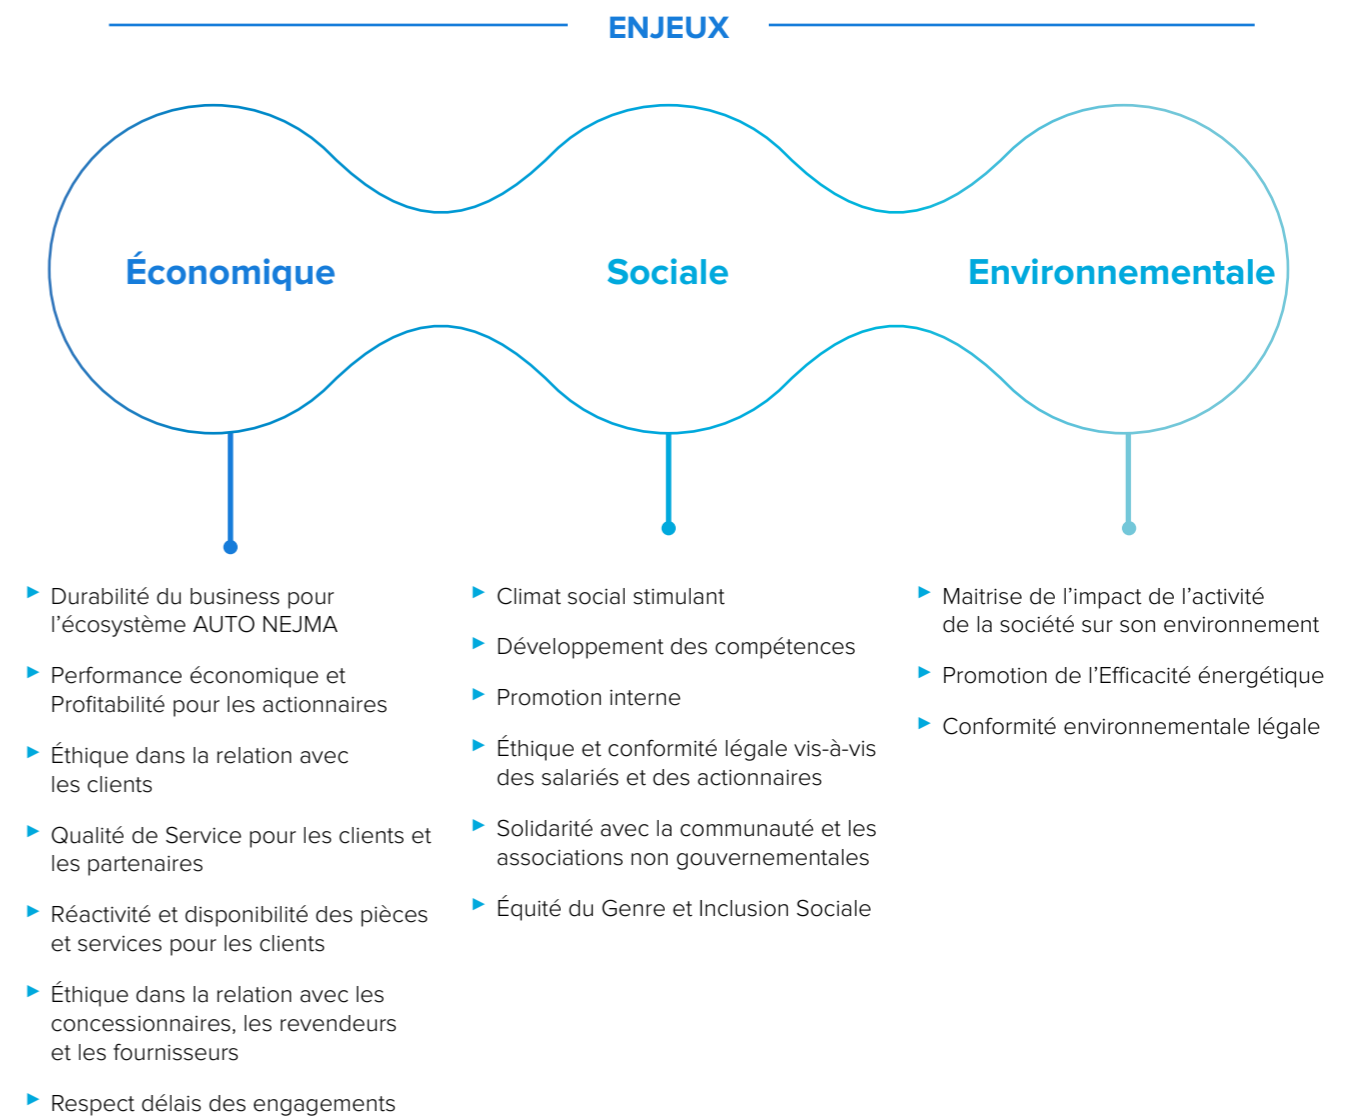 ENJEUX
Économique
Sociale
Environnementale
Durabilité du business pour
l’écosystème AUTO NEJMA
Performance économique et
Profitabilité pour les actionnaires
Éthique dans la relation avec
les clients
Qualité de Service pour les clients et
les partenaires
Réactivité et disponibilité des pièces
et services pour les clients
Éthique dans la relation avec les
concessionnaires, les revendeurs
et les fournisseurs
Respect délais des engagements
Climat social stimulant
Développement des compétences
Promotion interne
Éthique et conformité légale vis-à-vis
des salariés et des actionnaires
Solidarité avec la communauté et les
associations non gouvernementales
Équité du Genre et Inclusion Sociale
Maitrise de l’impact de l’activité
de la société sur son environnement
Promotion de l’Efficacité énergétique
Conformité environnementale légale